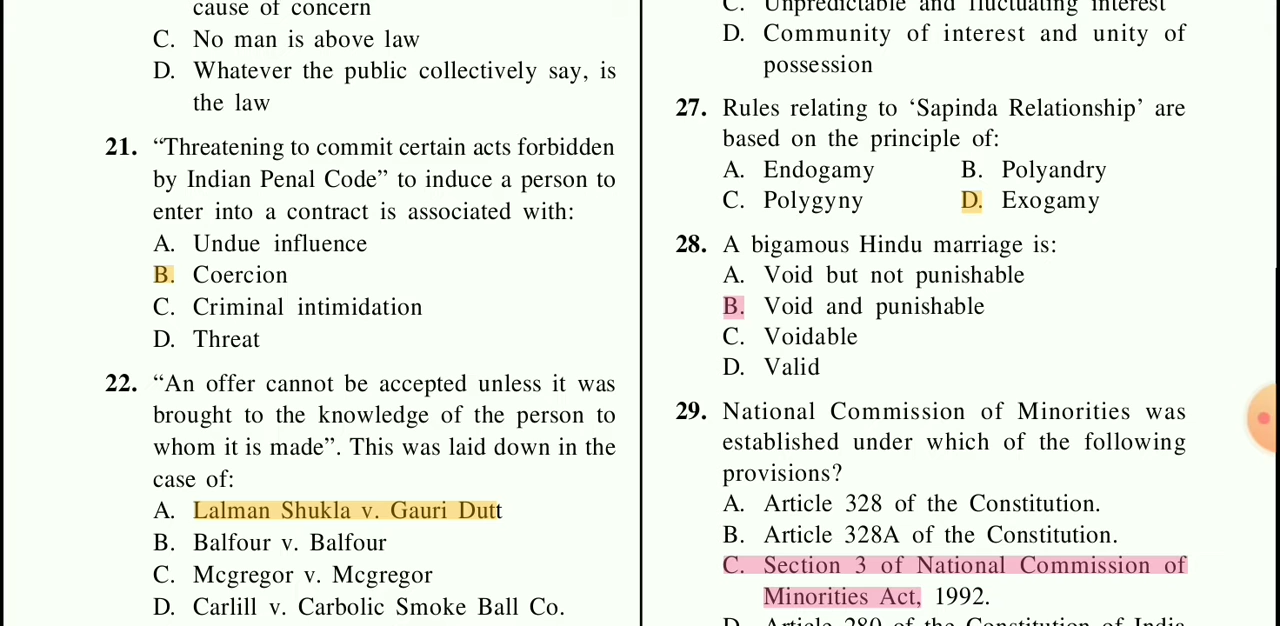 cause of concern
C. No man is above law
D. Whatever the public collectively say, is
the law
21. “Threatening to commit certain acts forbidden
by Indian Penal Code” to induce a person to
enter into a contract is associated with:
A. Undue influence
B. Coercion
C. Criminal intimidation
D. Threat
22. “An offer cannot be accepted unless it was
brought to the knowledge of the person to
whom it is made”. This was laid down in the
case of:
A. Lalman Shukla v. Gauri Dutt
B. Balfour v. Balfour
C. Mcgregor v. Mcgregor
D. Carlill v. Carbolic Smoke Ball Co.
C. Unpredictable and fluctuating interest
D. Community of interest and unity of
possession
27. Rules relating to ‘Sapinda Relationship’ are
based on the principle of:
A. Endogamy B. Polyandry
C. Polygyny D. Exogamy
28. A bigamous Hindu marriage is:
A. Void but not punishable
B. Void and punishable
C. Voidable
D. Valid
29. National Commission of Minorities was
established under which of the following
provisions?
A. Article 328 of the Constitution.
B. Article 328A of the Constitution.
C. Section 3 of National Commission of
Minorities Act, 1992.
D. Article 280 of the Constitution of India